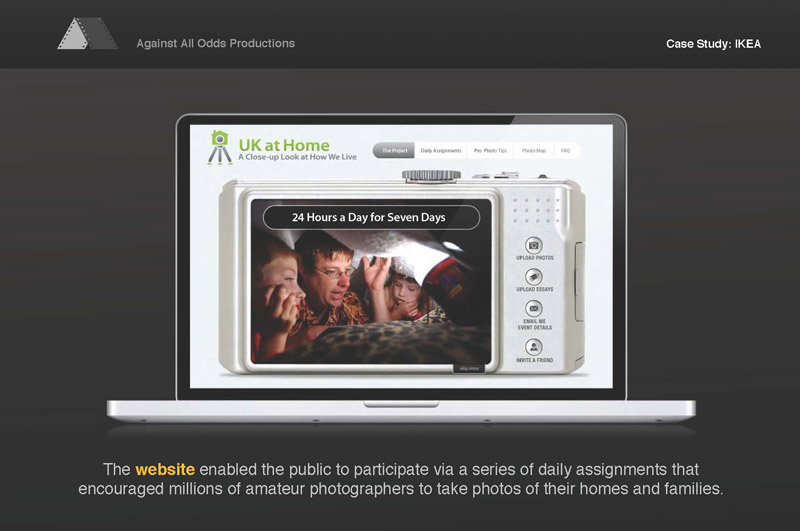 Against All Odds Productions
Case Study: IKEA
UK at Home
A Close-up Look at How We Live
The Project
Daily Assignments
Pro Photo Tips
Photo Map
FAQ
24 Hours a Day for Seven Days
UPLOAD PHOTOS
UPLOAD ESSAYS
EMAIL ME
EVENT DETAILS
INVITE A FRIEND
skip intro
The website enabled the public to participate via a series of daily assignments that
encouraged millions of amateur photographers to take photos of their homes and families.